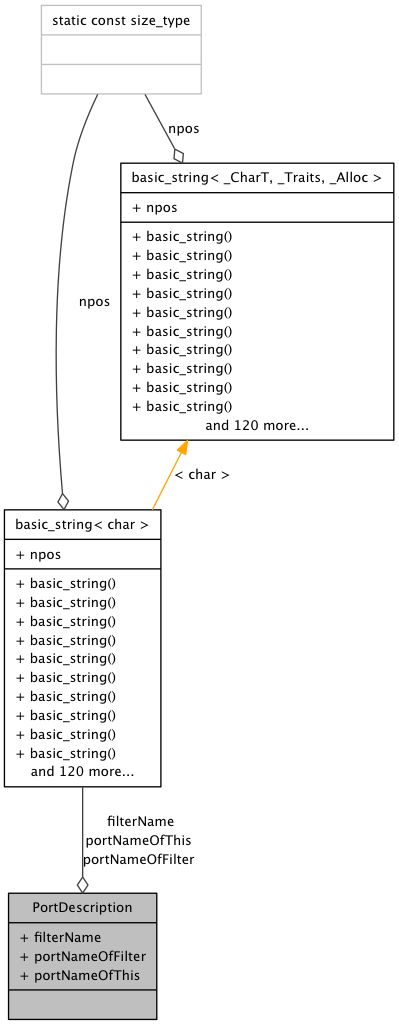 static const size_type
npos
basic_string< _CharT, _Traits, _Alloc >
+ npos
+ basic_string()
+ basic_string()
+ basic_string()
+ basic_string()
+ basic_string()
+ basic_string()
+ basic_string()
+ basic_string()
+ basic_string()
+ basic_string()
and 120 more...
npos
< char >
basic_string< char >
+ npos
+ basic_string()
+ basic_string()
+ basic_string()
+ basic_string()
+ basic_string()
+ basic_string()
+ basic_string()
+ basic_string()
+ basic_string()
+ basic_string()
and 120 more...
filterName
portNameOfThis
portNameOfFilter
PortDescription
+ filterName
+ portNameOfFilter
+ portNameOfThis